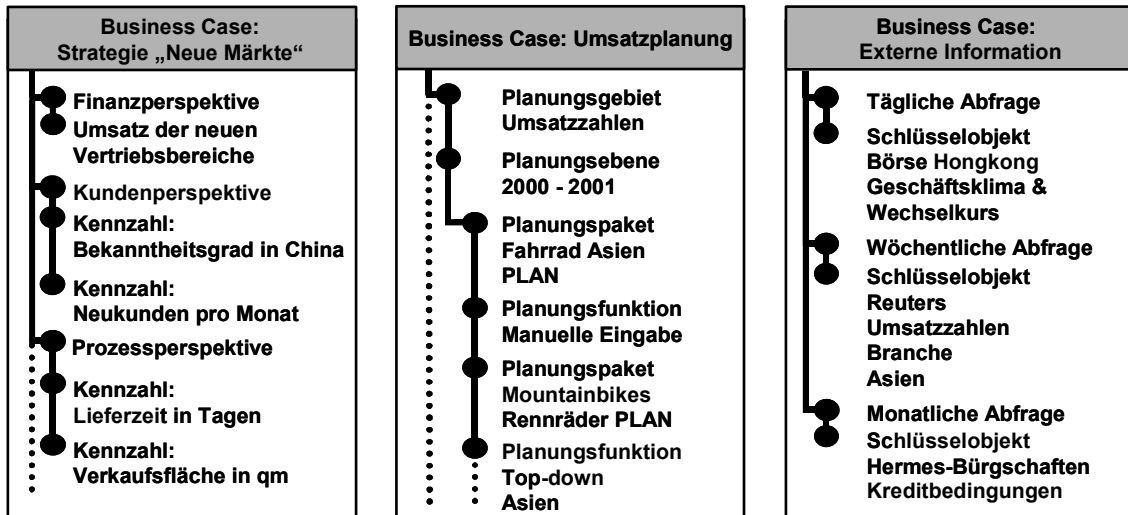 Business Case:
Strategie „Neue Märkte“
Finanzperspektive
Umsatz der neuen
Vertriebsbereiche
Kundenperspektive
Kennzahl:
Bekanntheitsgrad in China
Kennzahl:
Neukunden pro Monat
Prozessperspektive
Kennzahl:
Lieferzeit in Tagen
Kennzahl:
Verkaufsfläche in qm
Business Case: Umsatzplanung
Planungsgebiet
Umsatzzahlen
Planungsebene
2000 - 2001
Planungspaket
Fahrrad Asien
PLAN
Planungsfunktion
Manuelle Eingabe
Planungspaket
Mountainbikes
Rennräder PLAN
Planungsfunktion
Top-down
Asien
Business Case:
Externe Information
Tägliche Abfrage
Schlüsselobjekt
Börse Hongkong
Geschäftsklima &
Wechselkurs
Wöchentliche Abfrage
Schlüsselobjekt
Reuters
Umsatzzahlen
Branche
Asien
Monatliche Abfrage
Schlüsselobjekt
Hermes-Bürgschaften
Kreditbedingungen